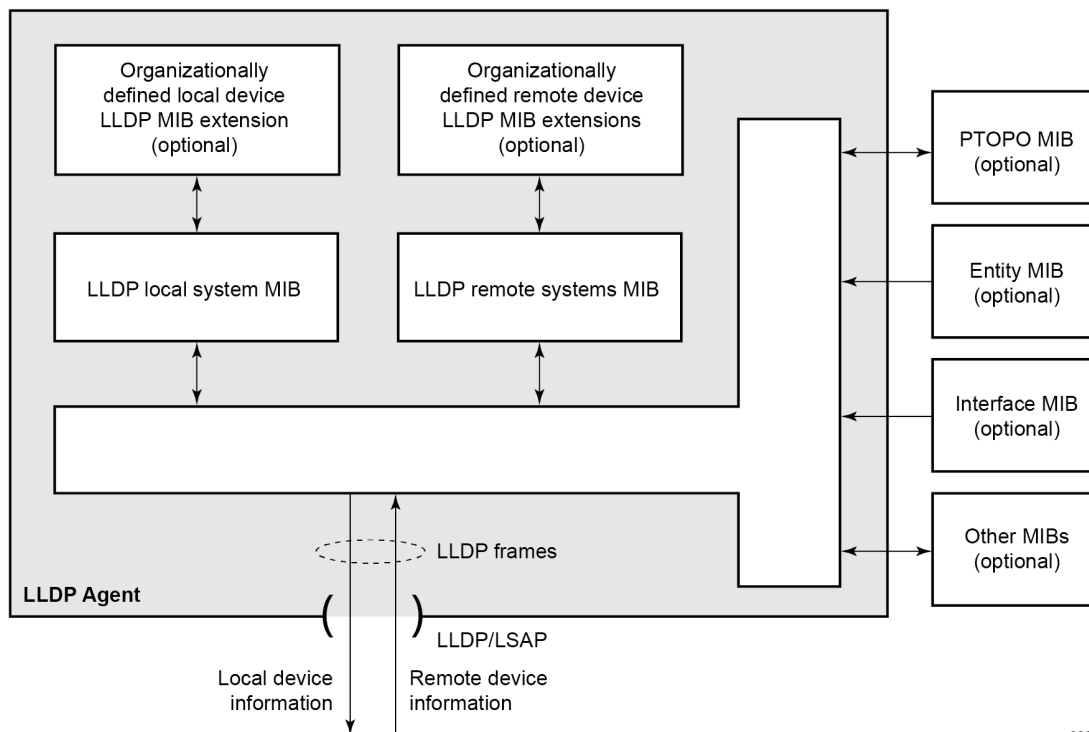 Organizationally
defined local device
LLDP MIB extension
(optional)
Organizationally
defined remote device
LLDP MIB extensions
(optional)
PTOPO MIB
(optional)
LLDP local system MIB
LLDP remote systems MIB
Entity MIB
(optional)
Interface MIB
(optional)
Other MIBs
(optional)
LLDP frames
LLDP Agent
LLDP/LSAP
Local device
information
Remote device
information